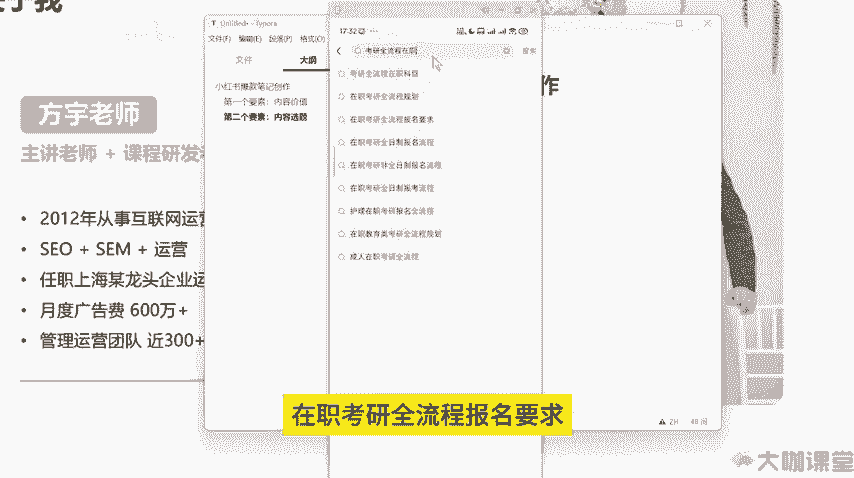 于我
方宇老师
主讲老师 + 课程研发
• 2012年从事互联网运营
• SEO + SEM + 运营
• 任职上海某龙头企业运
• 月度广告费 600万+
• 管理运营团队 近300+
Untitled• - Typora
文件(F) 编辑(E) 段落(P) 格式(O)
文件 大纲
小红书爆款笔记创作
第一个要素：内容价值
第二个要素：内容选题
17:32
考研全流程在职
搜索
考研全流程在职科目
在职考研全流程规划
在职考研全流程报名要求
在职考研全日制报名流程
在职考研非全日制报名流程
在职考研全日制报考流程
护理在职考研报名全流程
在职教育类考研全流程规划
成人在职考研全流程
作
ZH 48 词
在职考研全流程报名要求
大咖课堂